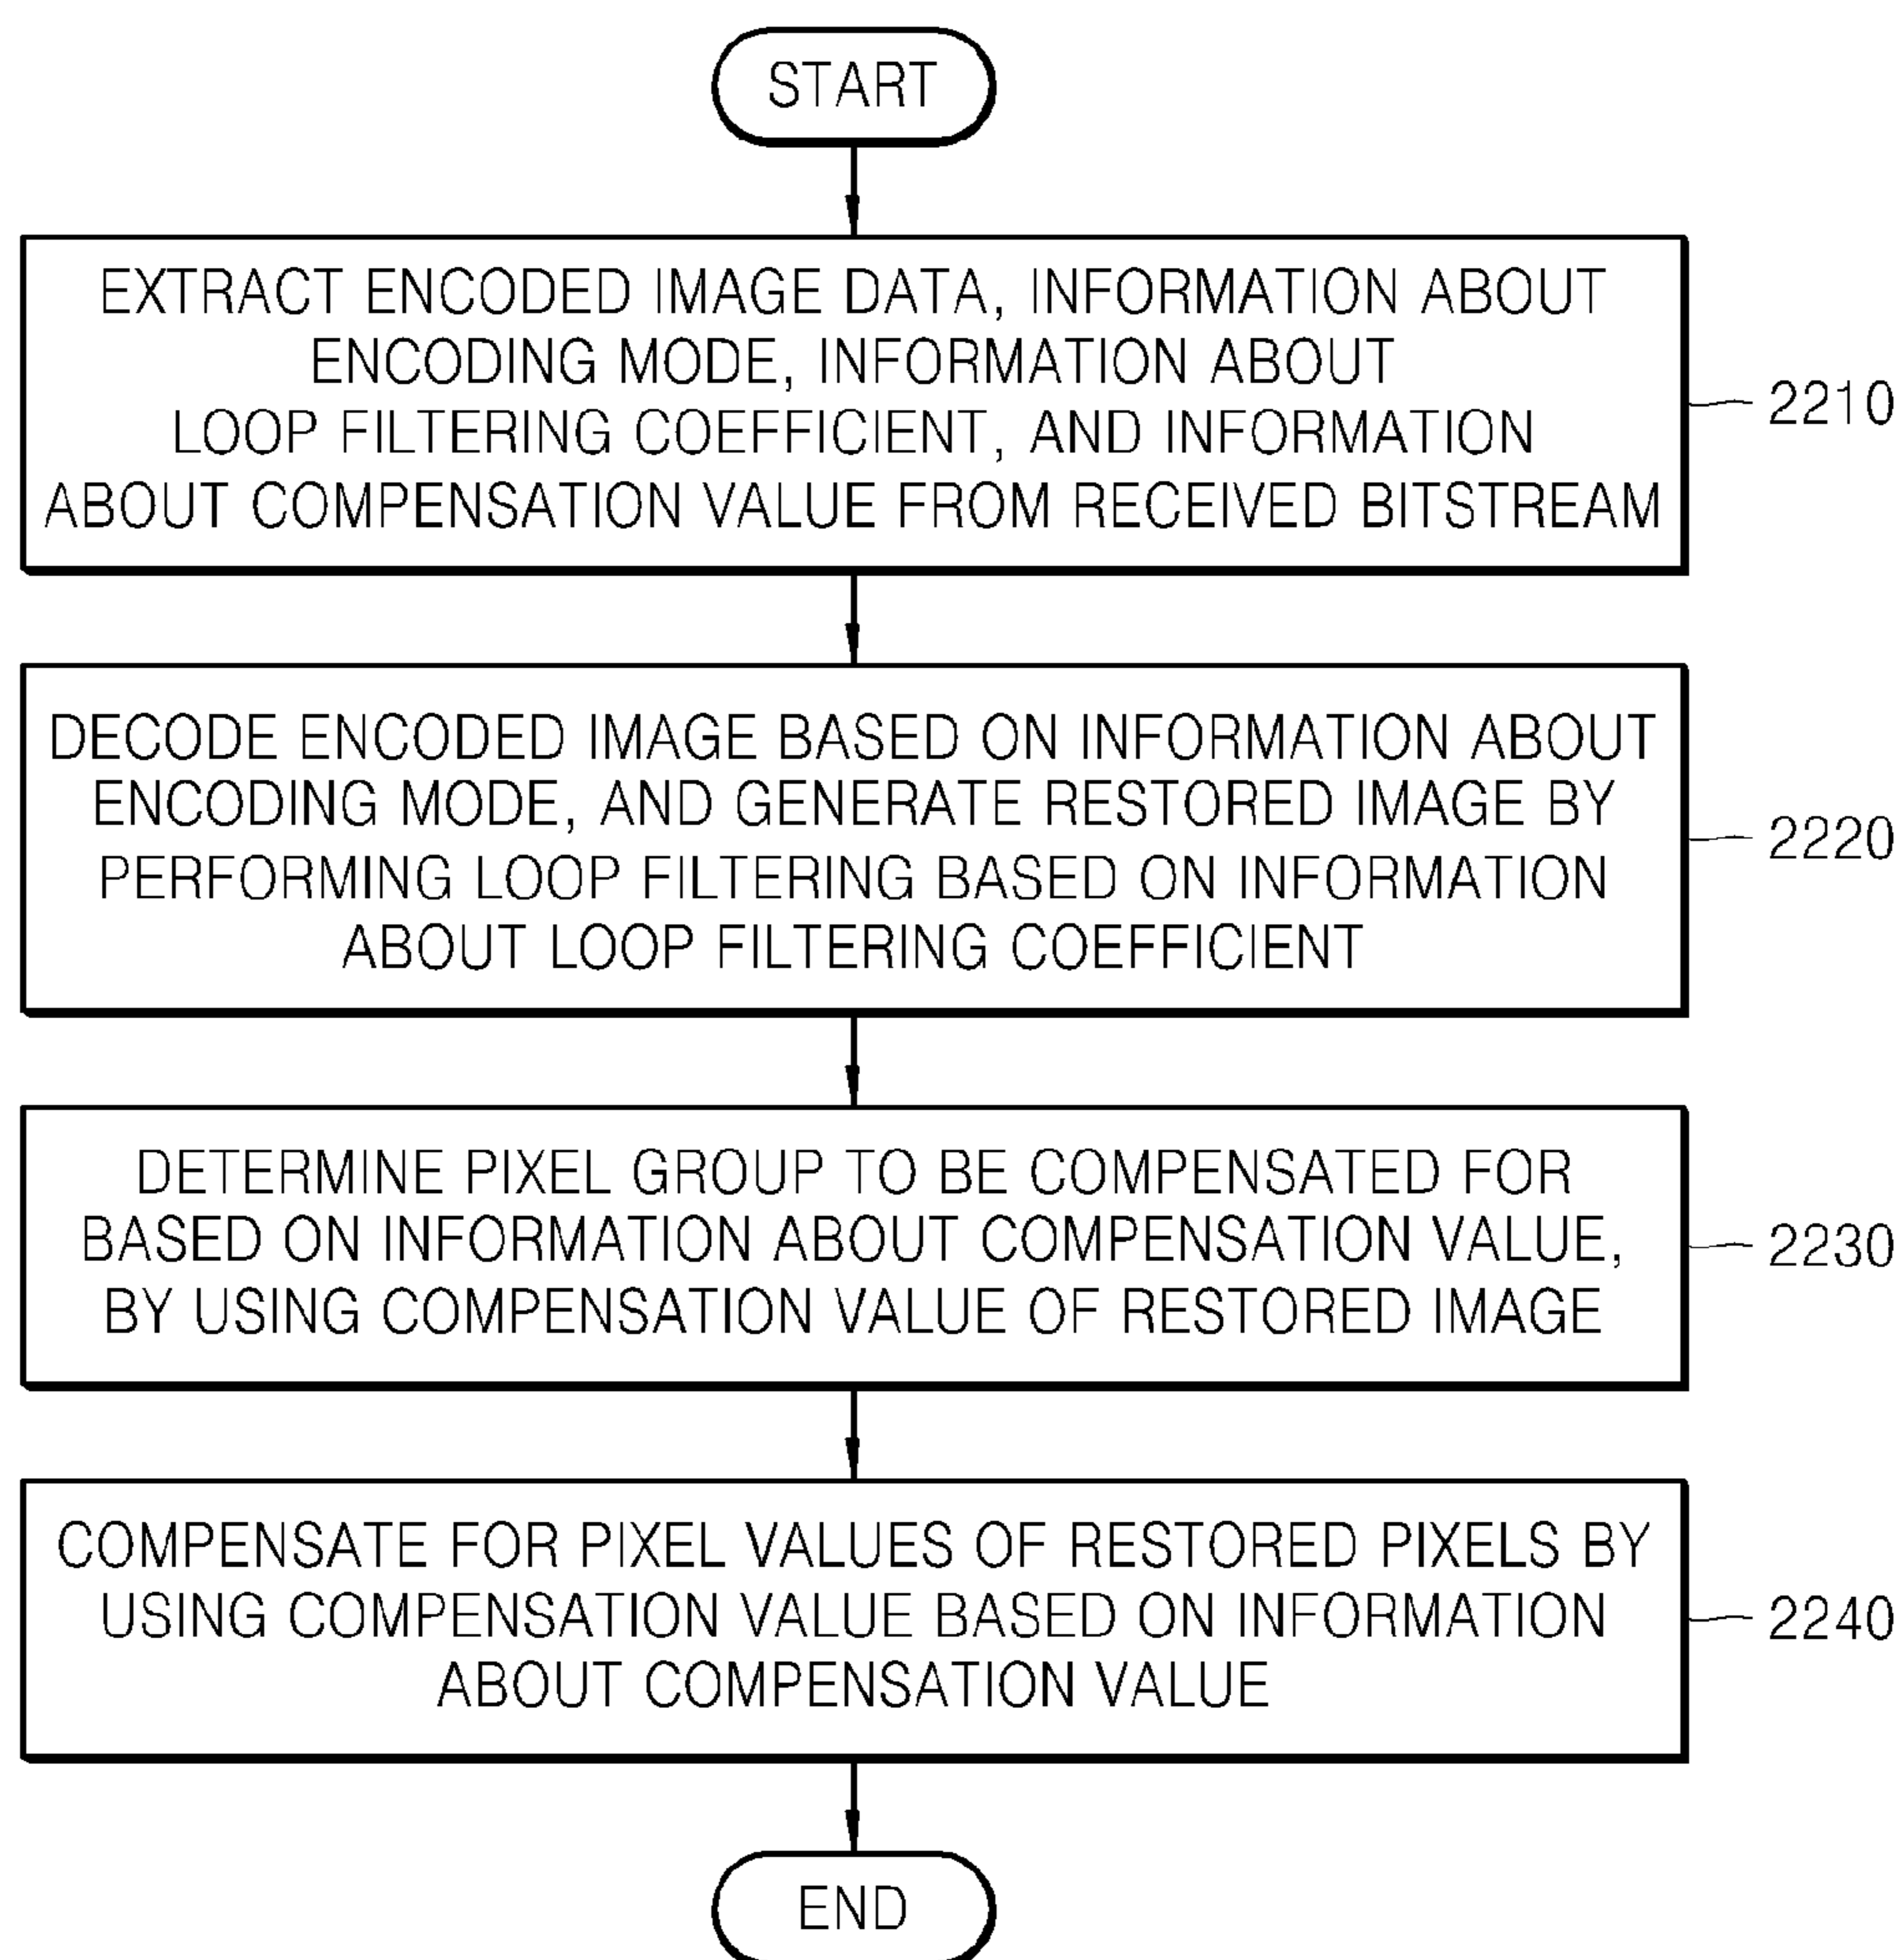 START
EXTRACT ENCODED IMAGE DATA, INFORMATION ABOUT
ENCODING MODE, INFORMATION ABOUT
LOOP FILTERING COEFFICIENT, AND INFORMATION
ABOUT COMPENSATION VALUE FROM RECEIVED BITSTREAM
2210
DECODE ENCODED IMAGE BASED ON INFORMATION ABOUT
ENCODING MODE, AND GENERATE RESTORED IMAGE BY
PERFORMING LOOP FILTERING BASED ON INFORMATION
ABOUT LOOP FILTERING COEFFICIENT
2220
DETERMINE PIXEL GROUP TO BE COMPENSATED FOR
BASED ON INFORMATION ABOUT COMPENSATION VALUE,
BY USING COMPENSATION VALUE OF RESTORED IMAGE
2230
COMPENSATE FOR PIXEL VALUES OF RESTORED PIXELS BY
USING COMPENSATION VALUE BASED ON INFORMATION
ABOUT COMPENSATION VALUE
2240
END